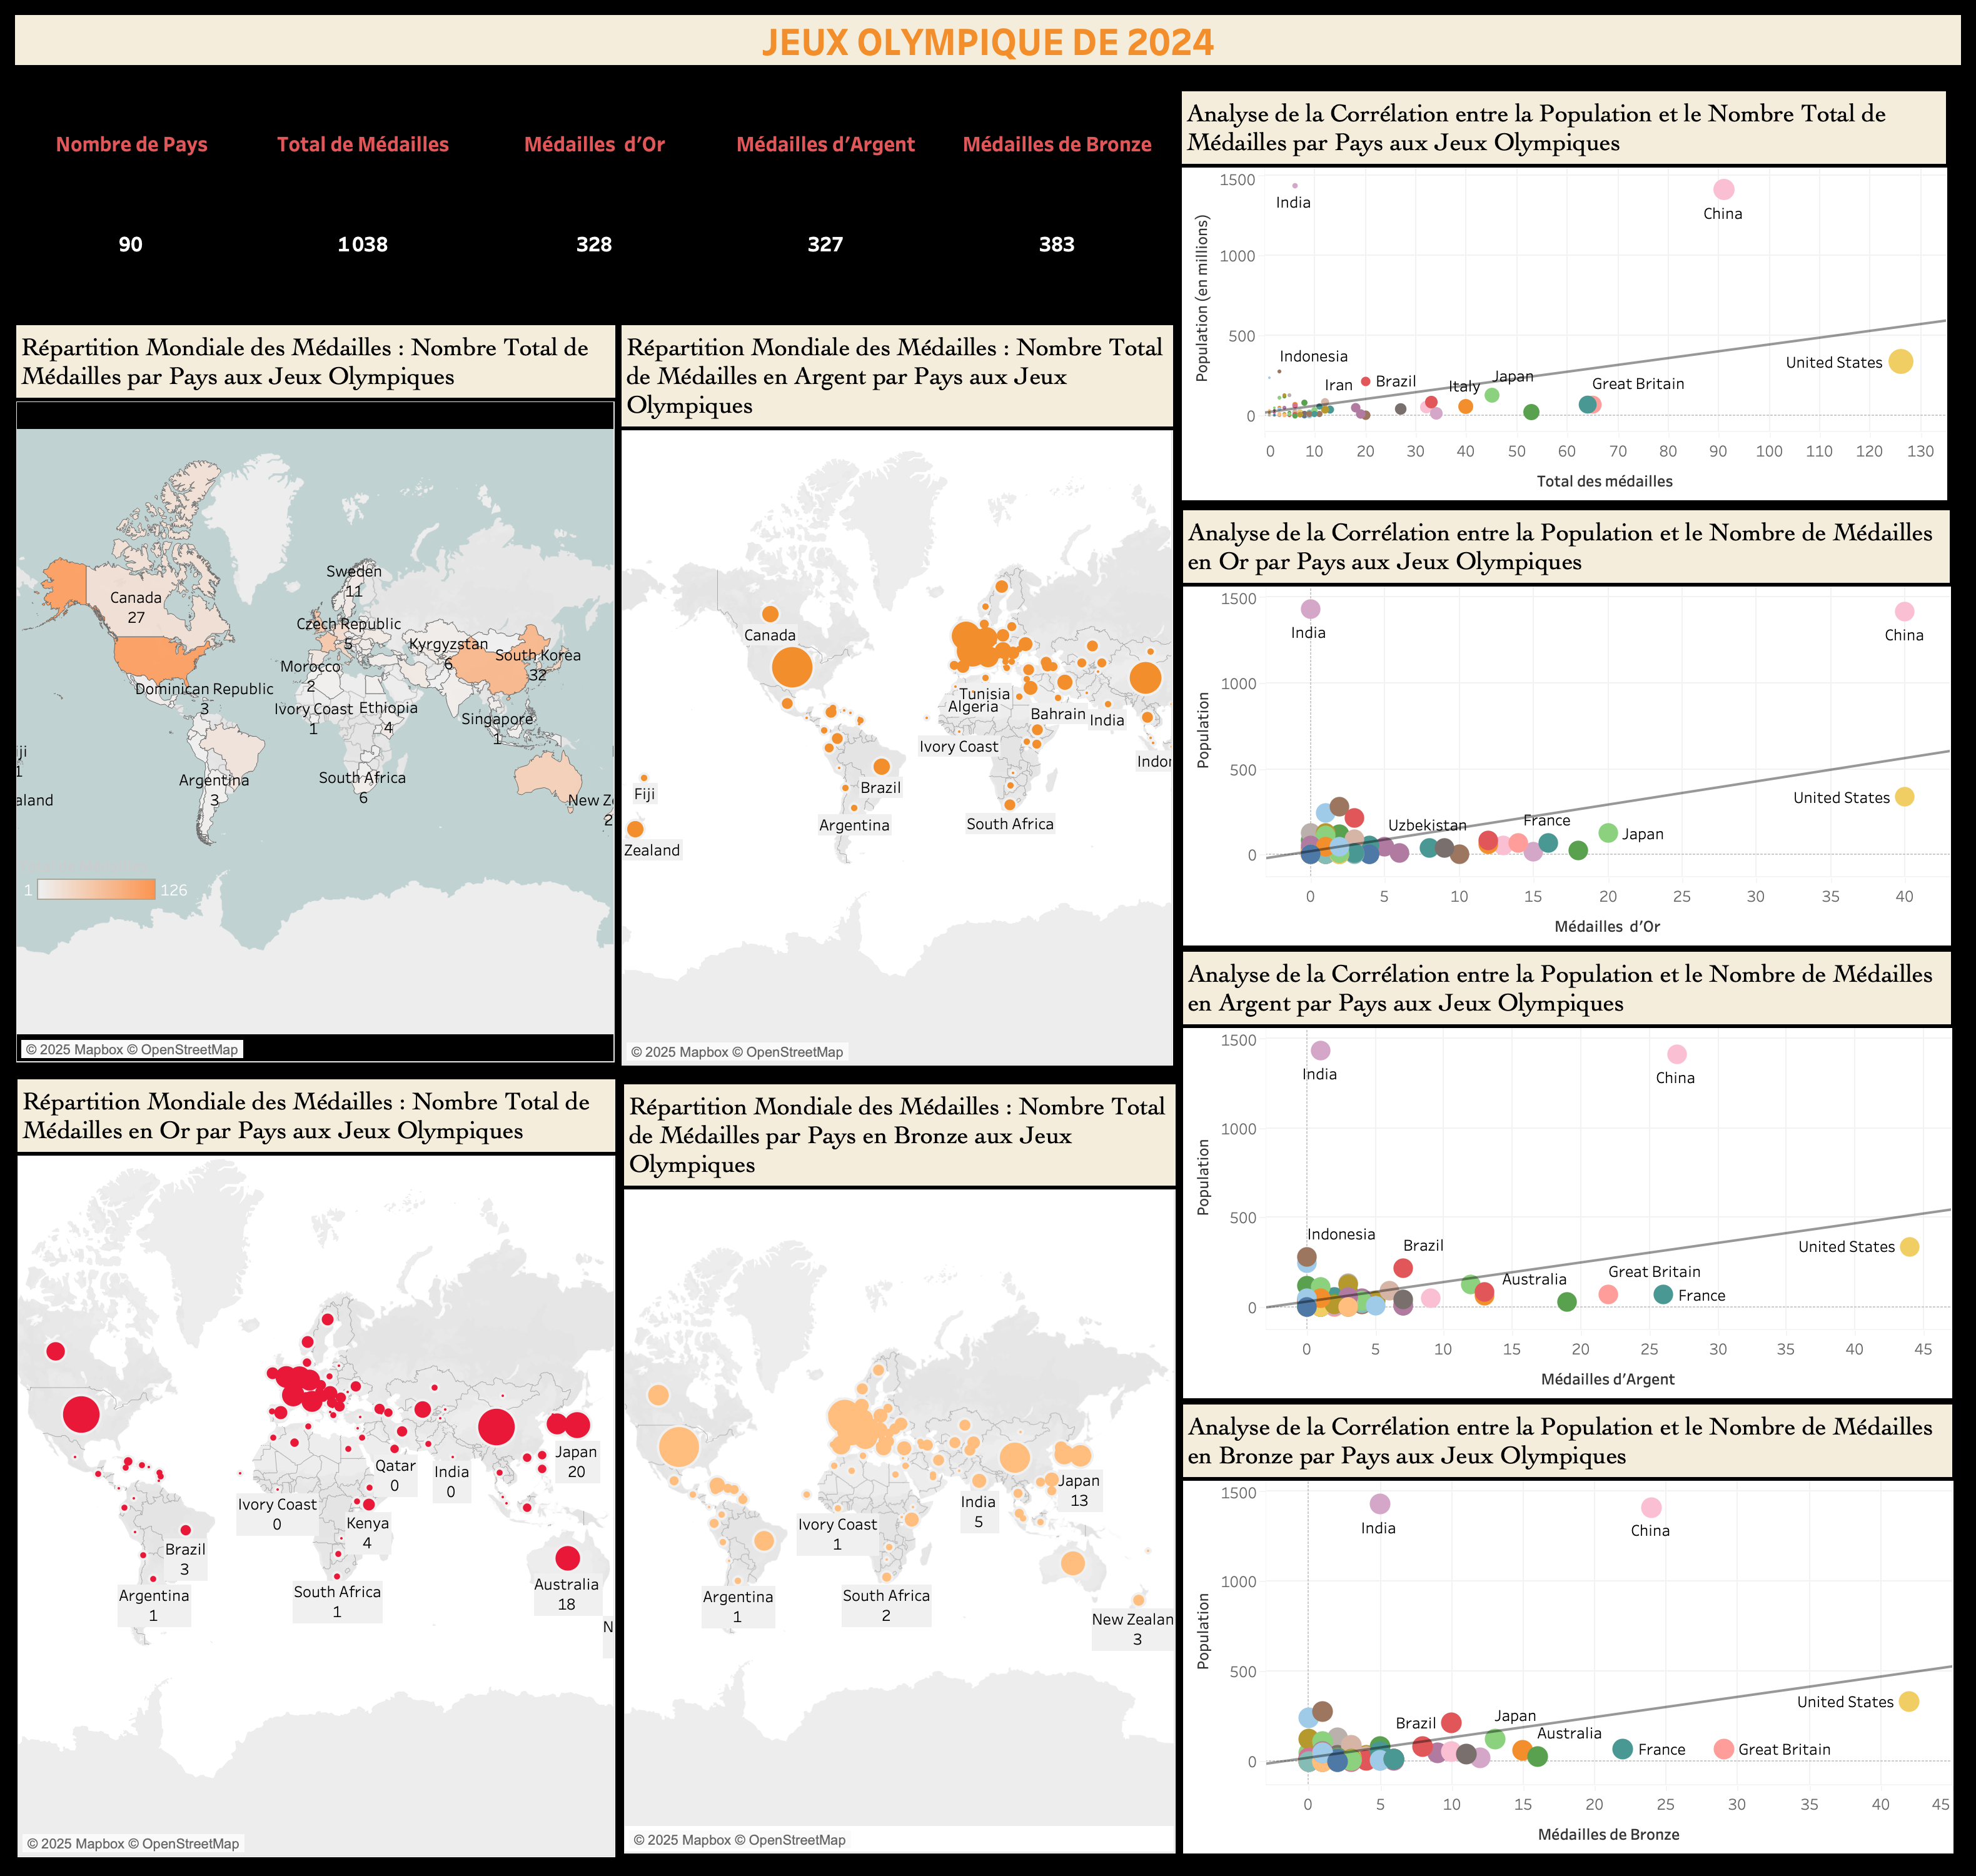 JEUX OLYMPIQUE DE 2024
Nombre de Pays
Total de Médailles
Médailles d'Or
Médailles d'Argent
Médailles de Bronze
90
1 038
328
327
383
Répartition Mondiale des Médailles : Nombre Total de
Médailles par Pays aux Jeux Olympiques
Canada
27
Sweden
11
Czech Republic
5
Kyrgyzstan
6
South Korea
32
Morocco
2
Dominican Republic
3
Ivory Coast
1
Ethiopia
4
Singapore
1
Argentina
3
South Africa
6
iji
1
aland
New Z
2
1
126
© 2025 Mapbox © OpenStreetMap
Répartition Mondiale des Médailles : Nombre Total
de Médailles en Argent par Pays aux Jeux
Olympiques
Canada
Tunisia
Algeria
Bahrain
India
Ivory Coast
Indor
Fiji
Brazil
Argentina
South Africa
Zealand
© 2025 Mapbox © OpenStreetMap
Répartition Mondiale des Médailles : Nombre Total de
Médailles en Or par Pays aux Jeux Olympiques
Japan
20
Qatar
0
India
0
Ivory Coast
0
Kenya
4
Brazil
3
Argentina
1
South Africa
1
Australia
18
N
© 2025 Mapbox © OpenStreetMap
Répartition Mondiale des Médailles : Nombre Total
de Médailles par Pays en Bronze aux Jeux
Olympiques
Japan
13
India
5
Ivory Coast
1
Argentina
1
South Africa
2
New Zealan
3
© 2025 Mapbox © OpenStreetMap
Analyse de la Corrélation entre la Population et le Nombre Total de
Médailles par Pays aux Jeux Olympiques
Population (en millions)
1500
1000
500
0
India
China
Indonesia
Iran
Brazil
Italy
Japan
Great Britain
United States
0 10 20 30 40 50 60 70 80 90 100 110 120 130
Total des médailles
Analyse de la Corrélation entre la Population et le Nombre de Médailles
en Or par Pays aux Jeux Olympiques
Population
1500
1000
500
0
India
China
United States
Uzbekistan
France
Japan
0 5 10 15 20 25 30 35 40
Médailles d'Or
Analyse de la Corrélation entre la Population et le Nombre de Médailles
en Argent par Pays aux Jeux Olympiques
Population
1500
1000
500
0
India
China
Indonesia
Brazil
United States
Australia
Great Britain
France
0 5 10 15 20 25 30 35 40 45
Médailles d'Argent
Analyse de la Corrélation entre la Population et le Nombre de Médailles
en Bronze par Pays aux Jeux Olympiques
Population
1500
1000
500
0
India
China
United States
Brazil
Japan
Australia
France
Great Britain
0 5 10 15 20 25 30 35 40 45
Médailles de Bronze